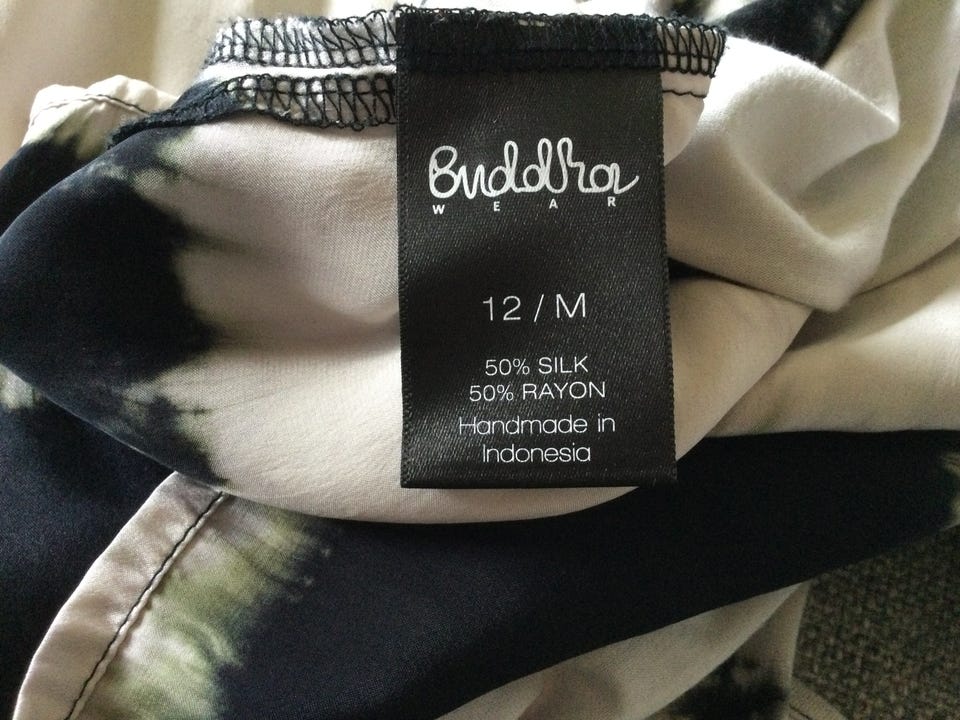 Buddha
WEAR
12 / M
50% SILK
50% RAYON
Handmade in
Indonesia